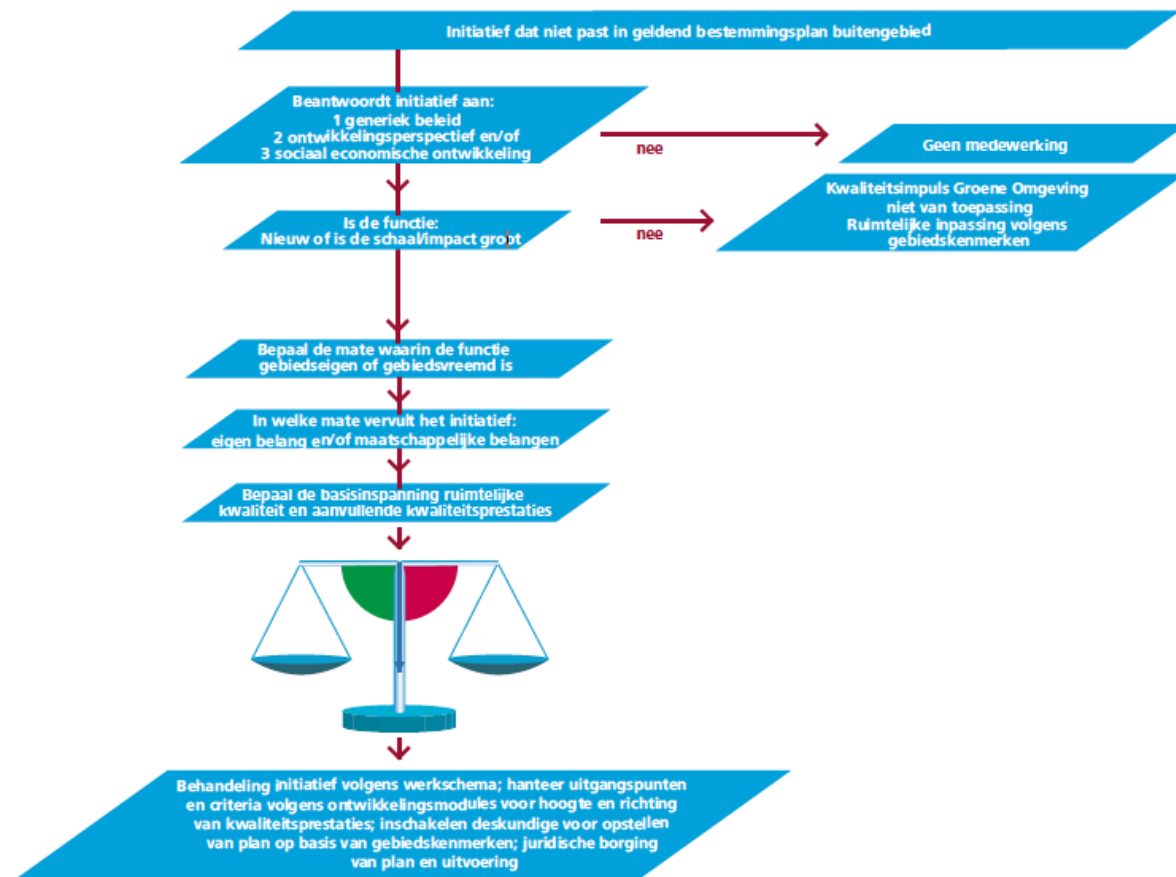 Initiatief dat niet past in geldend bestemmingsplan buitengebied
Beantwoordt initiatief aan:
1 generiek beleid
2 ontwikkelingsperspectief en/of
3 sociaal economische ontwikkeling
nee
Geen medewerking
Is de functie:
Nieuw of is de schaal/impact groot
nee
Kwaliteitsimpuls Groene Omgeving
niet van toepassing
Ruimtelijke inpassing volgens
gebiedskenmerken
Bepaal de mate waarin de functie
gebiedseigen of gebiedsvreemd is
In welke mate vervult het initiatief:
eigen belang en/of maatschappelijke belangen
Bepaal de basisinspanning ruimtelijke
kwaliteit en aanvullende kwaliteitsprestaties
Behandeling initiatief volgens werkschema; hanteer uitgangspunten
en criteria volgens ontwikkelingsmodules voor hoogte en richting
van kwaliteitsprestaties; inschakelen deskundige voor opstellen
van plan op basis van gebiedskenmerken; juridische borging
van plan en uitvoering